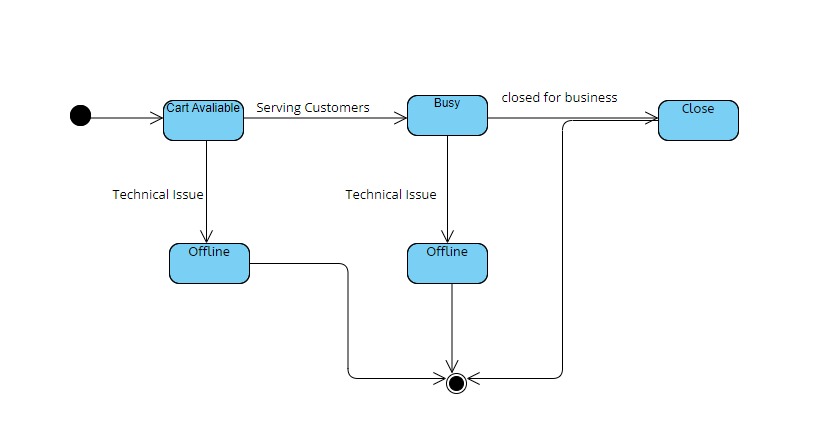 Cart Avaliable
Serving Customers
Busy
closed for business
Close
Technical Issue
Technical Issue
Offline
Offline